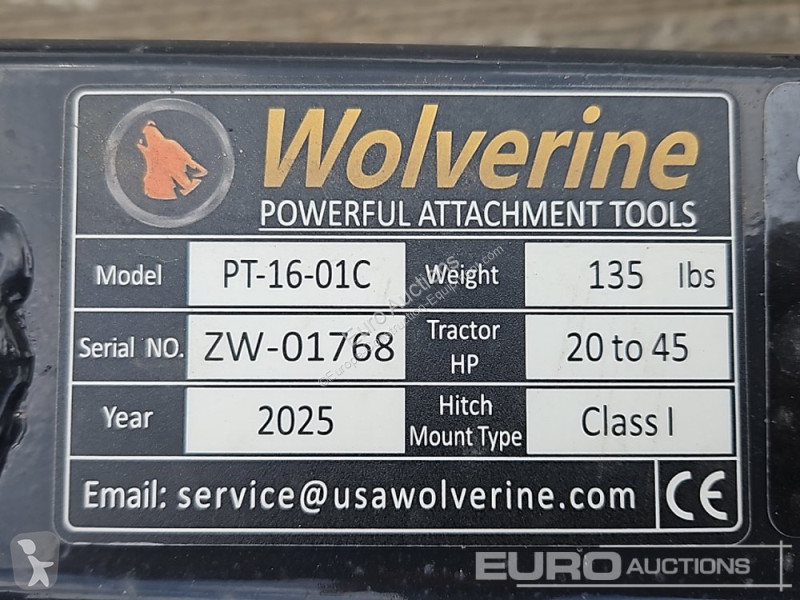 Wolverine
POWERFUL ATTACHMENT TOOLS
Model PT-16-01C Weight 135 lbs
Serial NO. ZW-01768 Tractor HP 20 to 45
Year 2025 Hitch Mount Type Class I
Email: service@usawolverine.com CE
EURO AUCTIONS